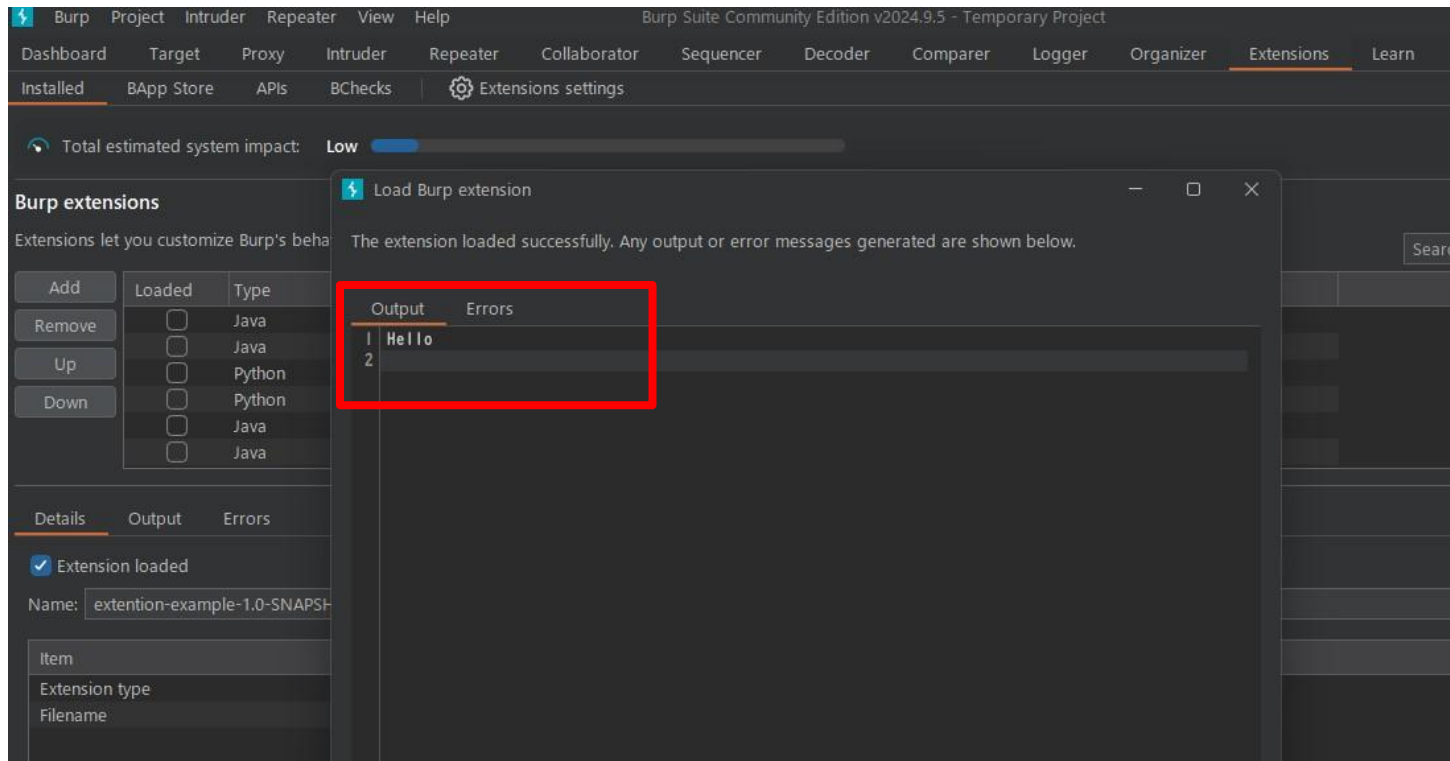 Burp Project Intruder Repeater View Help Burp Suite Community Edition v2024.9.5 - Temporary Project
Dashboard Target Proxy Intruder Repeater Collaborator Sequencer Decoder Comparer Logger Organizer Extensions Learn
Installed BApp Store APIs BChecks Extensions settings
Total estimated system impact: Low
Load Burp extension
Burp extensions
Extensions let you customize Burp's beha
The extension loaded successfully. Any output or error messages generated are shown below.
Sear
Add Loaded Type
Output Errors
Remove Java
1 Hello
Java
2
Up
Python
Down Python
Java
Java
Details Output Errors
Extension loaded
Name: extention-example-1.0-SNAPSH
Item
Extension type
Filename